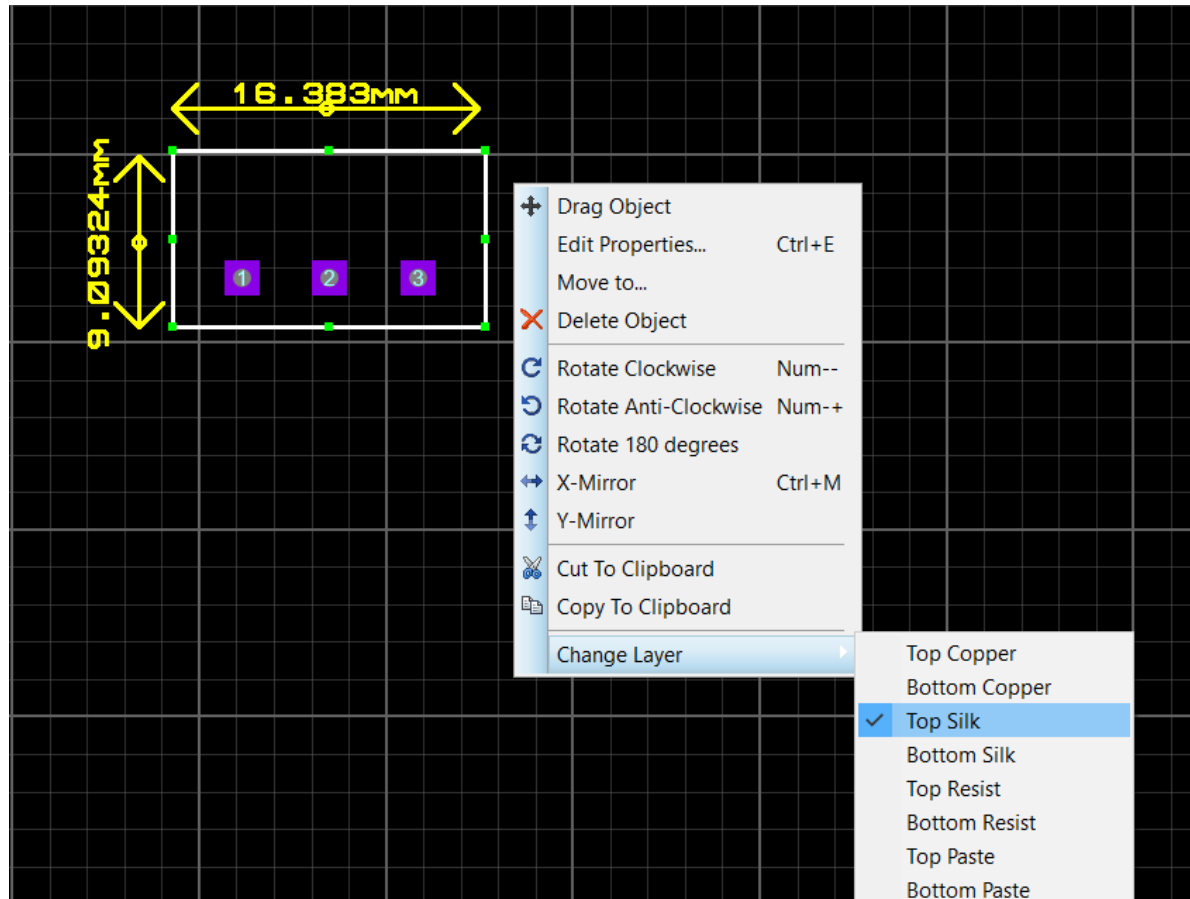 16.383mm
9.09324mm
1 2 3
Drag Object
Edit Properties... Ctrl+E
Move to...
Delete Object
Rotate Clockwise Num--
Rotate Anti-Clockwise Num-+
Rotate 180 degrees
X-Mirror Ctrl+M
Y-Mirror
Cut To Clipboard
Copy To Clipboard
Change Layer
Top Copper
Bottom Copper
Top Silk
Bottom Silk
Top Resist
Bottom Resist
Top Paste
Bottom Paste